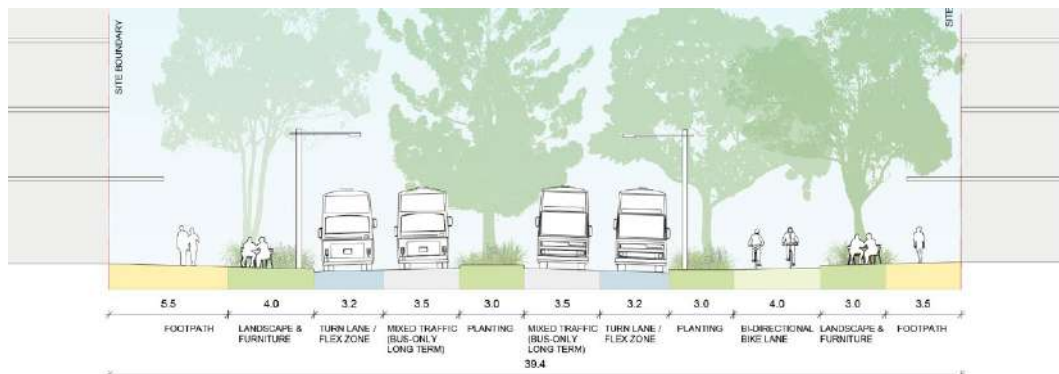 SITE BOUNDARY
SITE
5.5
4.0
3.2
3.5
3.0
3.5
3.2
3.0
4.0
3.0
3.5
FOOTPATH
LANDSCAPE &
FURNITURE
TURN LANE /
FLEX ZONE
MIXED TRAFFIC
(BUS-ONLY
LONG TERM)
PLANTING
MIXED TRAFFIC
(BUS-ONLY
LONG TERM)
TURN LANE /
FLEX ZONE
PLANTING
BI-DIRECTIONAL
BIKE LANE
LANDSCAPE &
FURNITURE
FOOTPATH
39.4